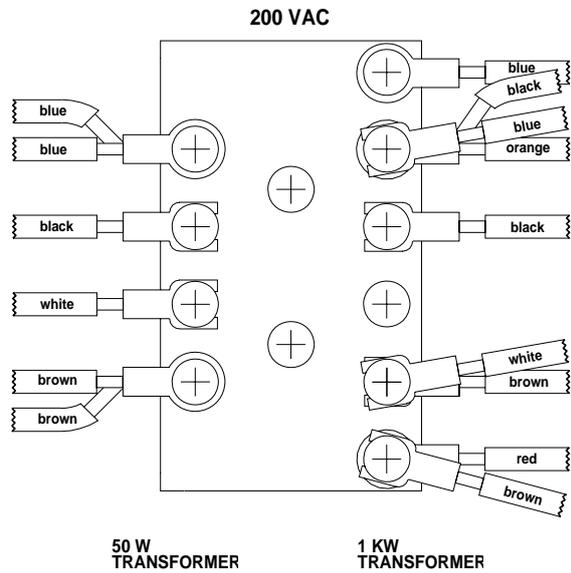 200 VAC
blue
black
blue
blue
blue
orange
black
black
white
white
brown
brown
brown
red
brown
50 W
TRANSFORMER
1 KW
TRANSFORMER